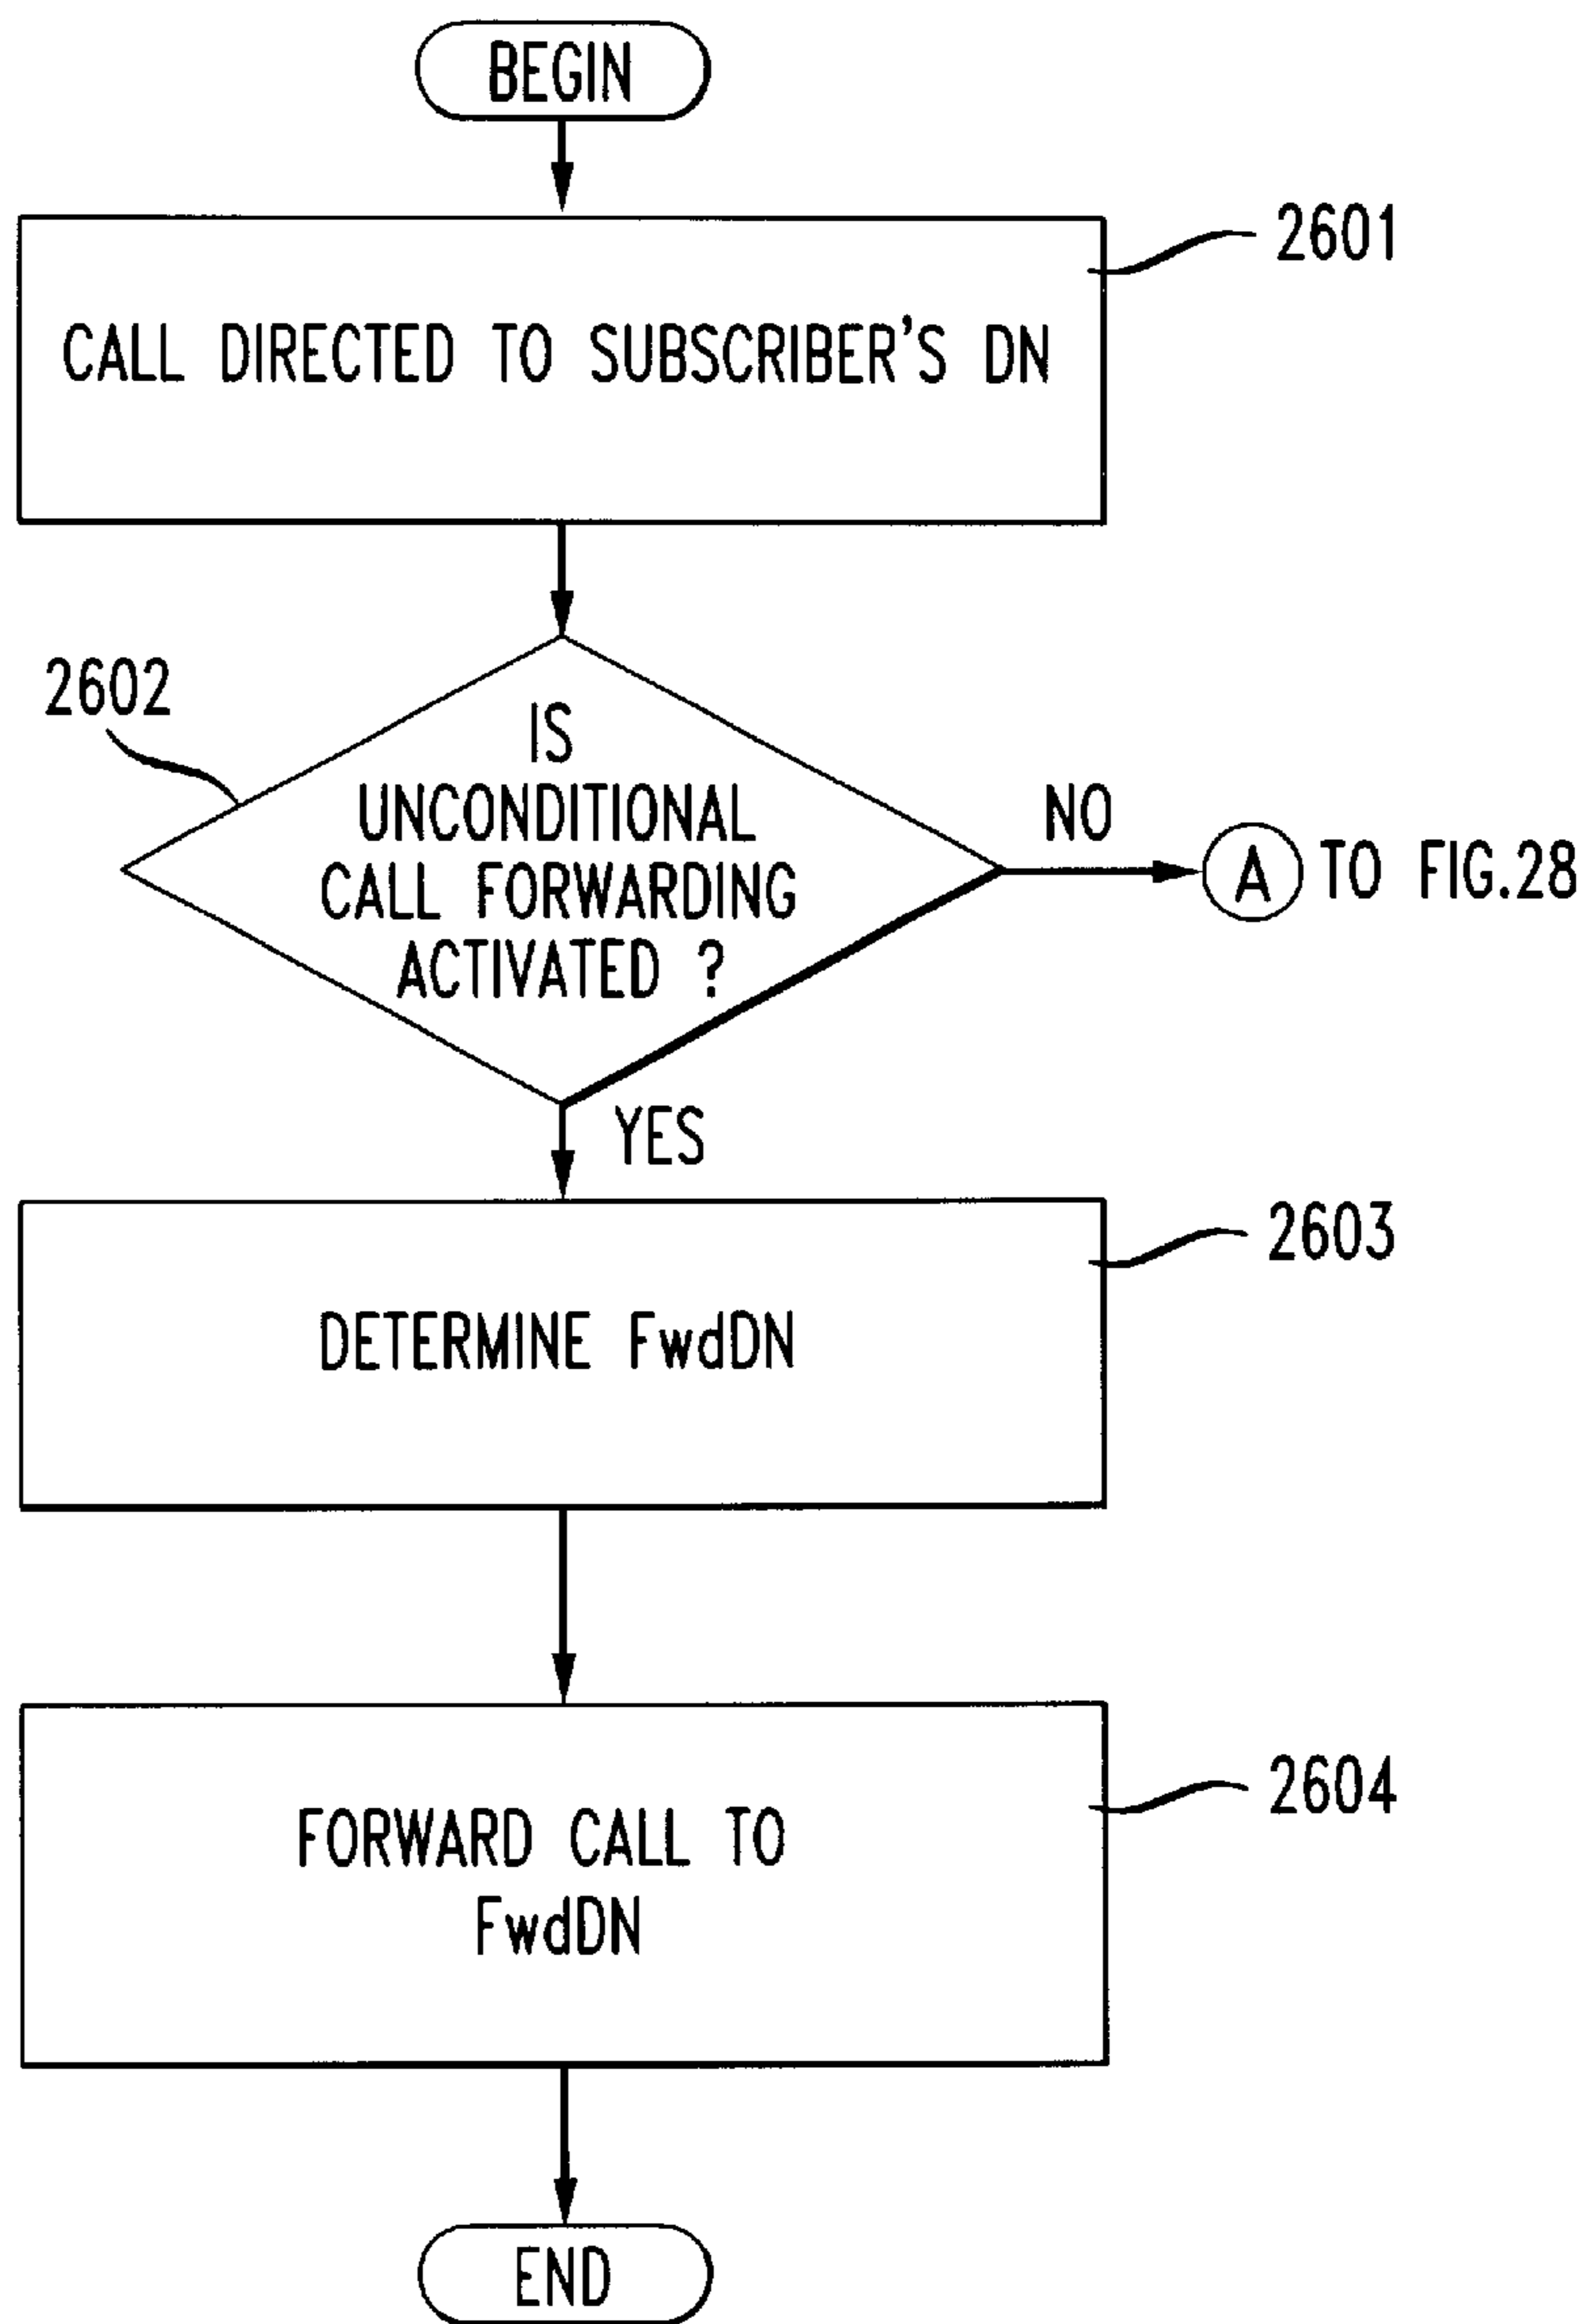 BEGIN
2601
CALL DIRECTED TO SUBSCRIBER'S DN
2602
IS
UNCONDITIONAL
CALL FORWARDING
ACTIVATED ?
NO
A TO FIG.28
YES
2603
DETERMINE FwdDN
2604
FORWARD CALL TO
FwdDN
END